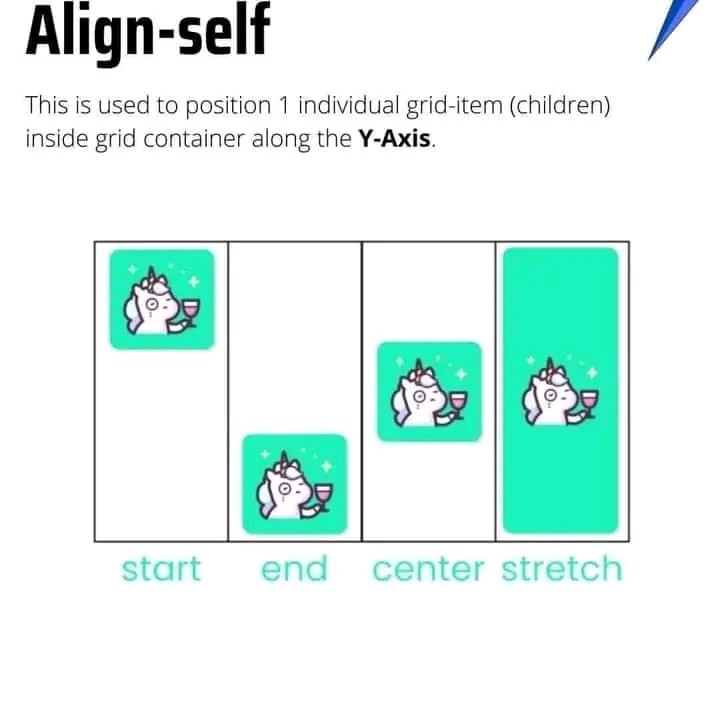 Align-self
This is used to position 1 individual grid-item (children)
inside grid container along the Y-Axis.
start end center stretch